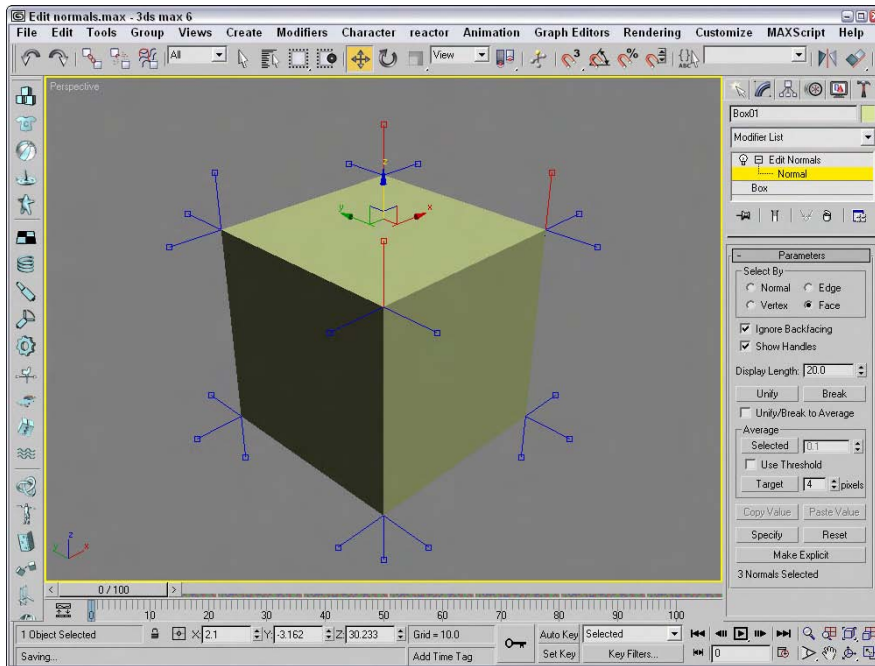 Edit normals.max - 3ds max 6
File Edit Tools Group Views Create Modifiers Character reactor Animation Graph Editors Rendering Customize MAXScript Help
All
View
ABC
Perspective
Box01
Modifier List
Edit Normals
Normal
Box
z
y
x
Parameters
Select By
Normal Edge
Vertex Face
Ignore Backfacing
Show Handles
Display Length: 20.0
Unify Break
Unify/Break to Average
Average
Selected 0.1
Use Threshold
Target 4 pixels
Copy Value Paste Value
Specify Reset
Make Explicit
3 Normals Selected
z
y x
0 / 100
0 10 20 30 40 50 60 70 80 90 100
1 Object Selected X: 2.1 Y: -3.162 Z: 30.233 Grid = 10.0 Auto Key Selected
Saving... Add Time Tag Set Key Key Filters... 0